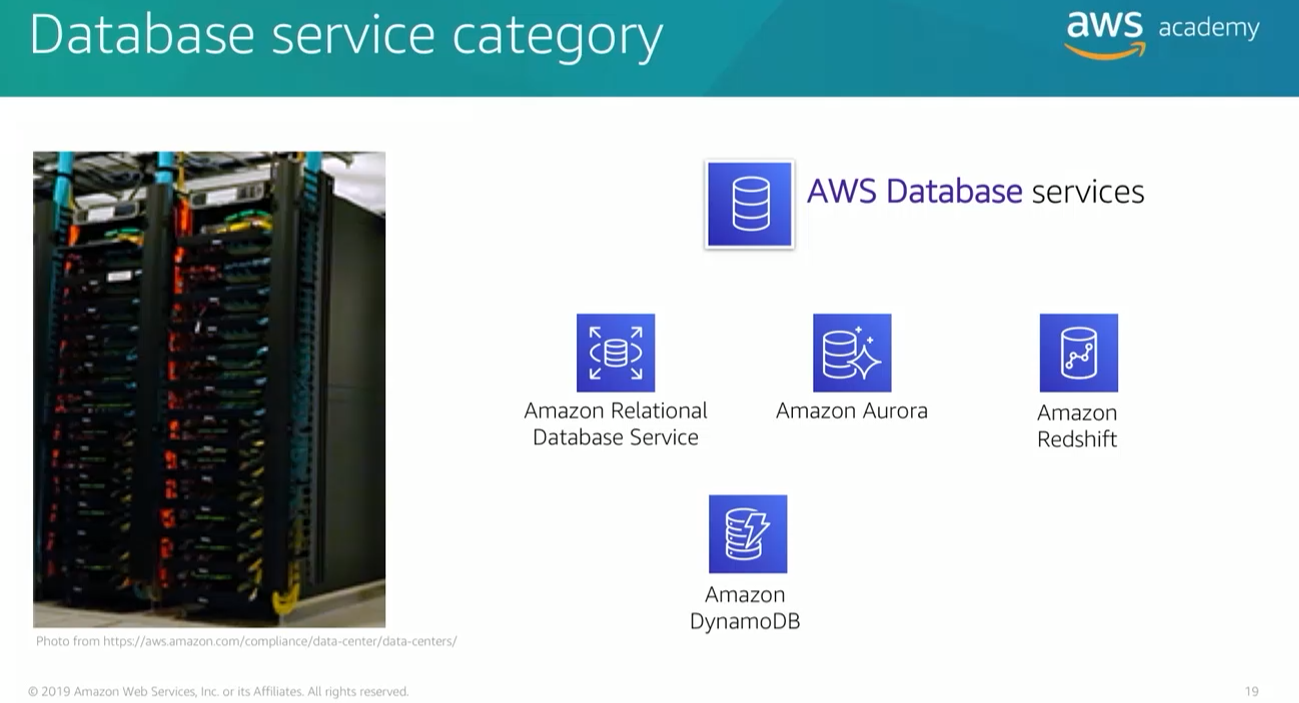 Database service category
aws academy
AWS Database services
Amazon Relational
Database Service
Amazon Aurora
Amazon
Redshift
Amazon
DynamoDB
Photo from https://aws.amazon.com/compliance/data-center/data-centers/
© 2019 Amazon Web Services, Inc. or its Affiliates. All rights reserved.
19